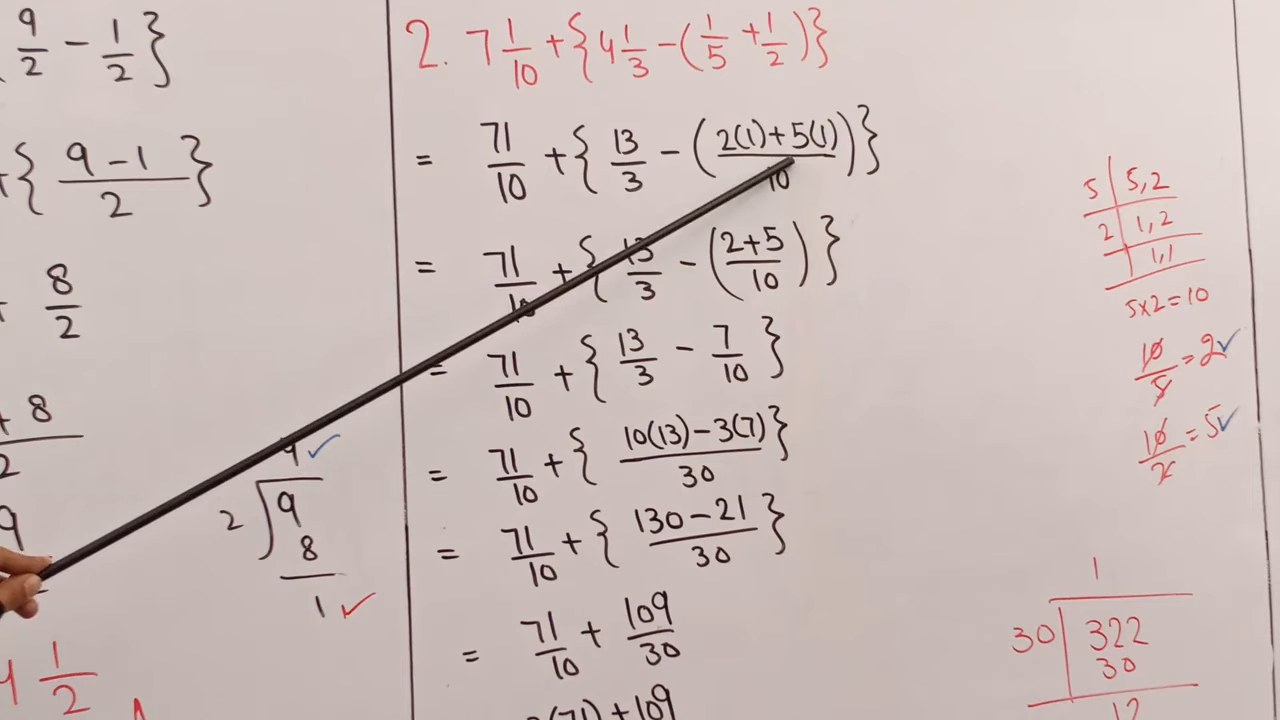 9/2 - 1/2}
+{ 9-1 / 2 }
8/2
+ 8
2
9
4 1/2
4 ✓
2 9
8
1 ✓
2. 7 1/10 + {4 1/3 - (1/5 + 1/2)}
= 71/10 + { 13/3 - ( 2(1)+5(1) / 10 ) }
= 71/10 + { 13/3 - ( 2+5 / 10 ) }
= 71/10 + { 13/3 - 7/10 }
= 71/10 + { 10(13)-3(7) / 30 }
= 71/10 + { 130-21 / 30 }
= 71/10 + 109/30
(71)+109
5 | 5,2
2 | 1,2
| 1,1
5x2=10
10/5 = 2 ✓
10/2 = 5 ✓
1
30 | 322
30
12